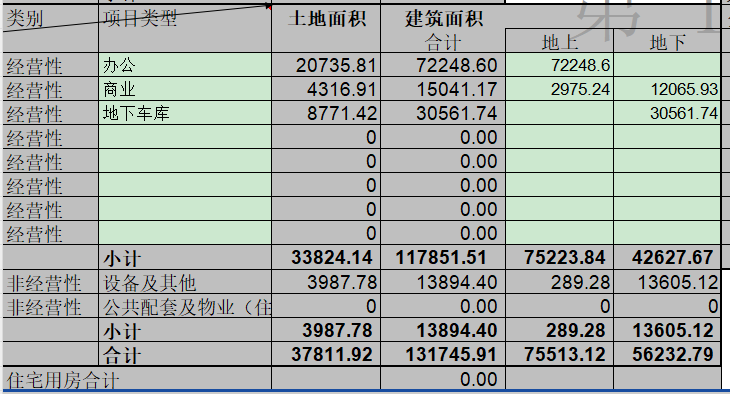 类别 项目类型 土地面积 建筑面积
合计 地上 地下
经营性 办公 20735.81 72248.60 72248.6
经营性 商业 4316.91 15041.17 2975.24 12065.93
经营性 地下车库 8771.42 30561.74 30561.74
经营性 0 0.00
经营性 0 0.00
经营性 0 0.00
经营性 0 0.00
经营性 0 0.00
小计 33824.14 117851.51 75223.84 42627.67
非经营性 设备及其他 3987.78 13894.40 289.28 13605.12
非经营性 公共配套及物业（住 0 0.00 0 0
小计 3987.78 13894.40 289.28 13605.12
合计 37811.92 131745.91 75513.12 56232.79
住宅用房合计 0.00